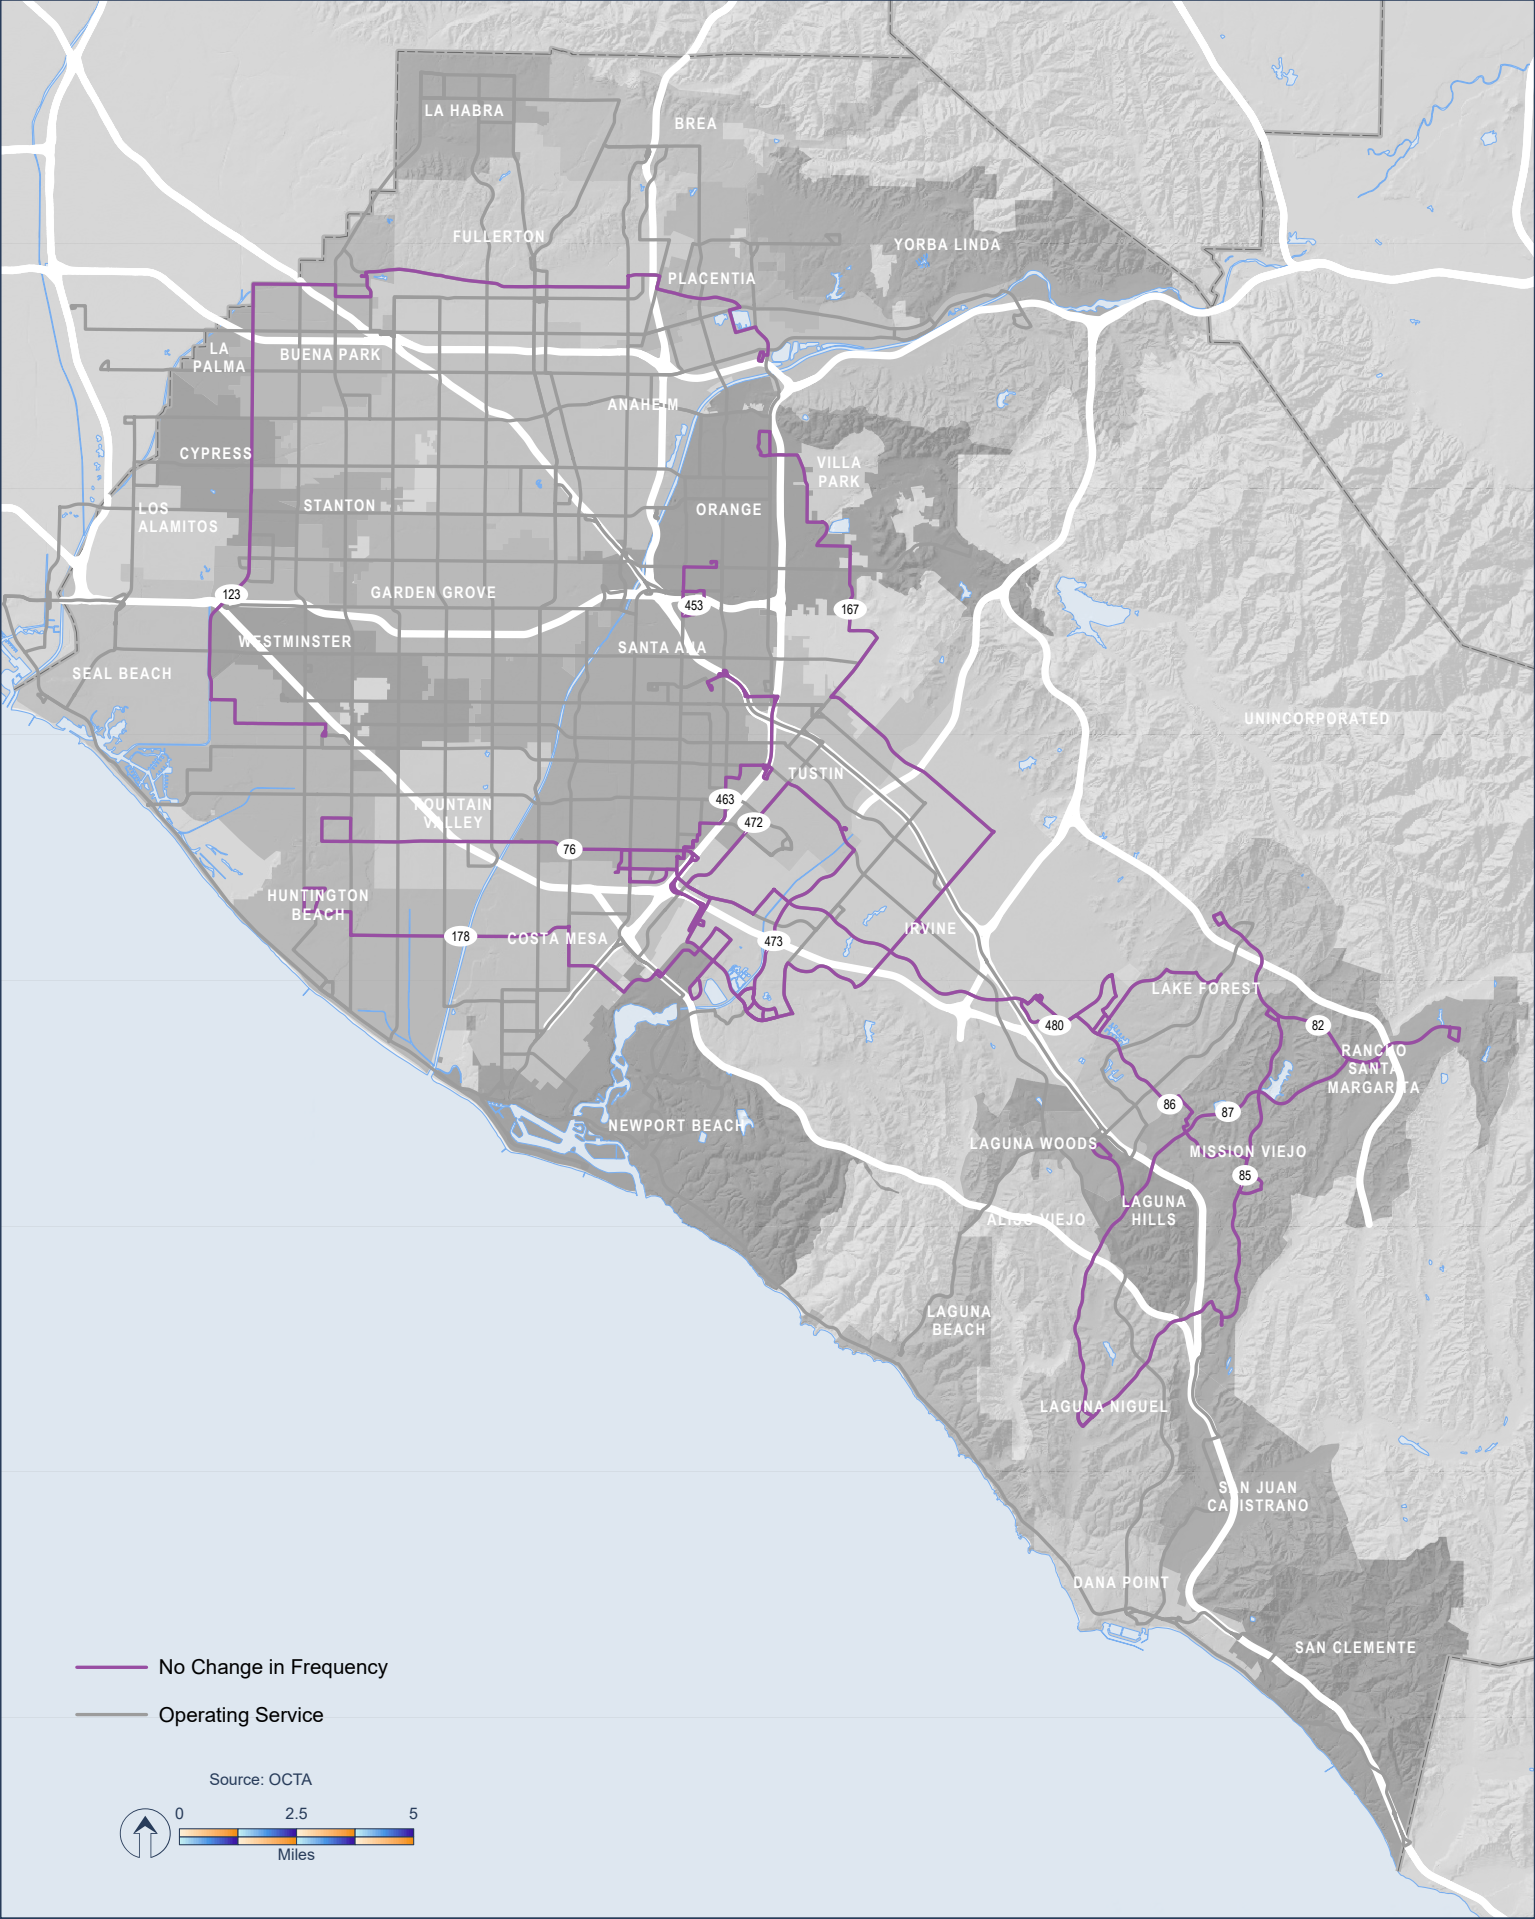 LA HABRA
BREA
FULLERTON
YORBA LINDA
PLACENTIA
LA
PALMA
BUENA PARK
ANAHEIM
CYPRESS
VILLA
PARK
STANTON
ORANGE
LOS
ALAMITOS
123
GARDEN GROVE
453
167
WESTMINSTER
SANTA ANA
SEAL BEACH
UNINCORPORATED
TUSTIN
463
FOUNTAIN
VALLEY
472
76
HUNTINGTON
BEACH
178
COSTA MESA
473
IRVINE
LAKE FOREST
480
82
RANCHO
SANTA
MARGARITA
86
87
NEWPORT BEACH
LAGUNA WOODS
MISSION VIEJO
85
LAGUNA
HILLS
ALISO VIEJO
LAGUNA
BEACH
LAGUNA NIGUEL
SAN JUAN
CAPISTRANO
DANA POINT
SAN CLEMENTE
No Change in Frequency
Operating Service
Source: OCTA
0 2.5 5
Miles